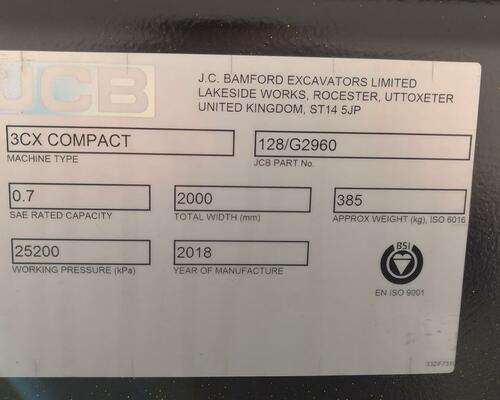 JCB
J.C. BAMFORD EXCAVATORS LIMITED
LAKESIDE WORKS, ROCESTER, UTTOXETER
UNITED KINGDOM, ST14 5JP
3CX COMPACT
MACHINE TYPE
128/G2960
JCB PART No.
0.7
SAE RATED CAPACITY
2000
TOTAL WIDTH (mm)
385
APPROX WEIGHT (kg), ISO 6016
25200
WORKING PRESSURE (kPa)
2018
YEAR OF MANUFACTURE
BSI
EN ISO 9001